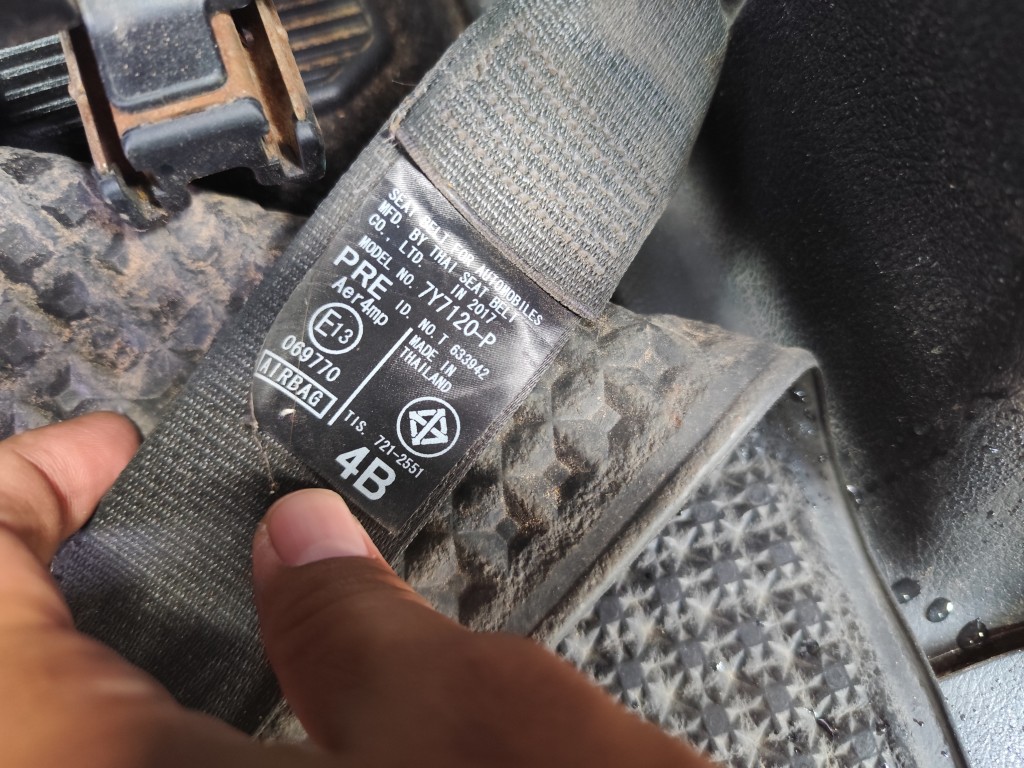 SEAT BELT FOR AUTOMOBILES
MFD. BY THAI SEAT BELT
CO., LTD. IN 2017
MODEL NO. 7Y7120-P
PRE ID. NO. T 633942
Aer4mp
MADE IN
THAILAND
E13
069770
AIRBAG
TIS. 721-2551
4B